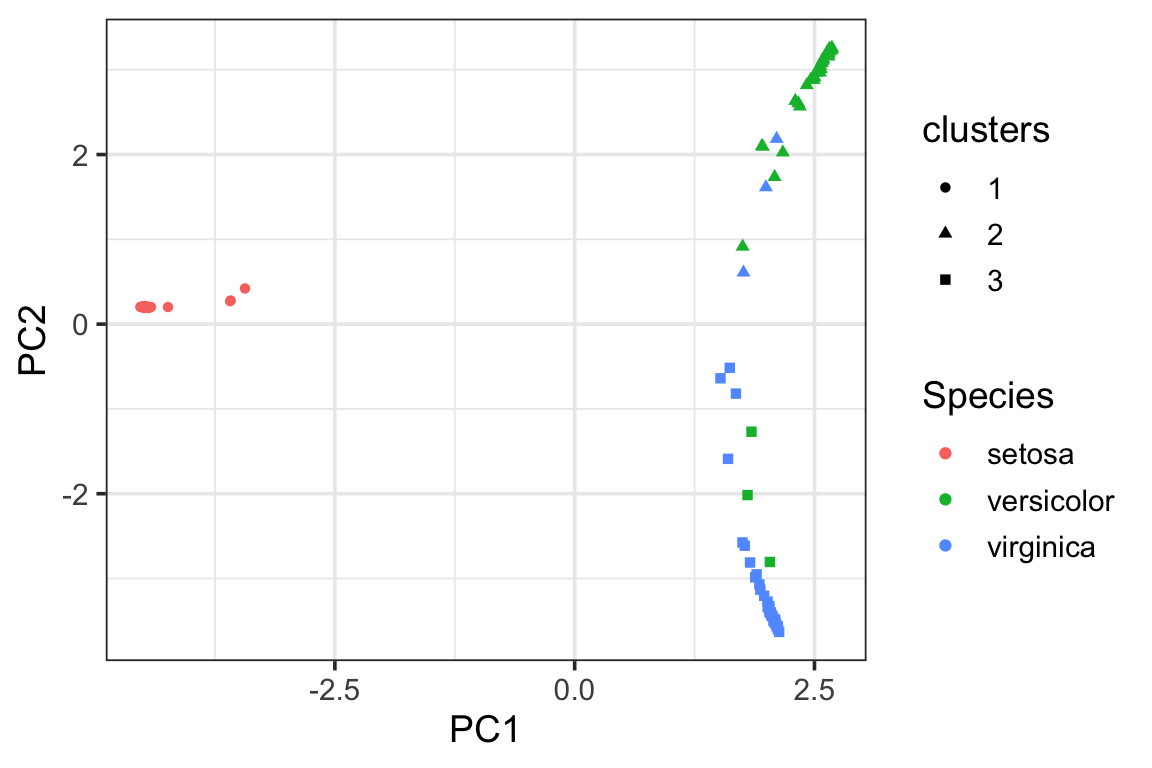 2
0
-2
-2.5
0.0
2.5
PC1
PC2
clusters
1
2
3
Species
setosa
versicolor
virginica